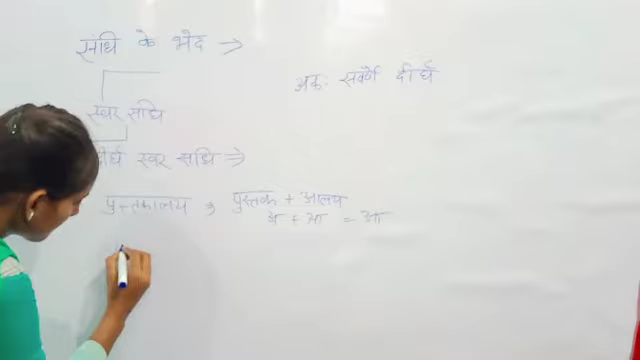 संधि के भेद →
अक: सवर्णे दीर्घ
स्वर संधि
दीर्घ स्वर संधि ⇒
पुस्तकालय → पुस्तक + आलय
अ + आ = आ